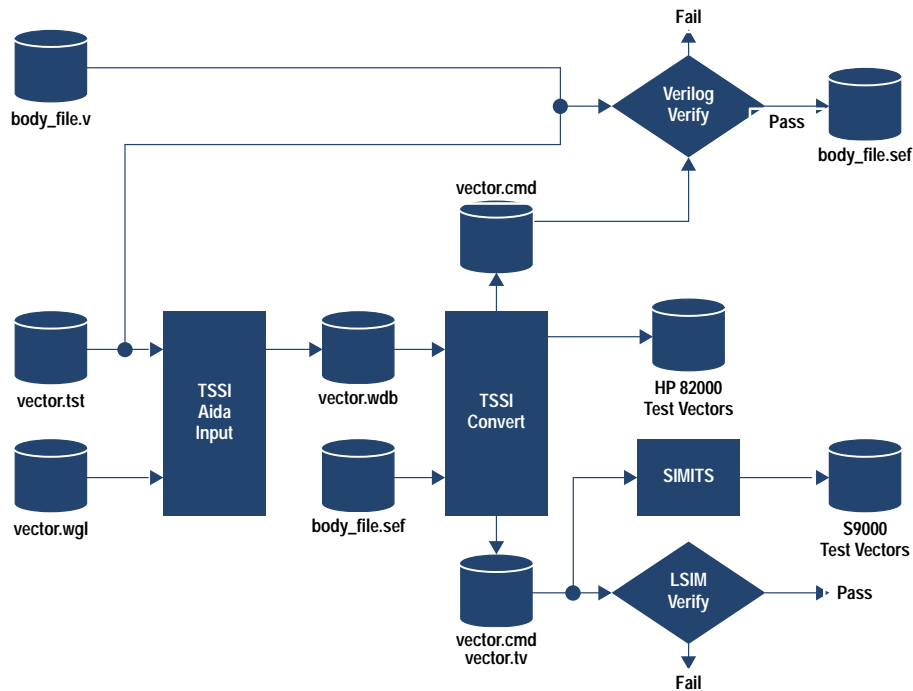 Fail
Verilog
Verify
Pass
body_file.v
body_file.sef
vector.cmd
vector.tst
TSSI
Aida
Input
vector.wdb
TSSI
Convert
HP 82000
Test Vectors
vector.wgl
body_file.sef
SIMITS
S9000
Test Vectors
LSIM
Verify
Pass
vector.cmd
vector.tv
Fail